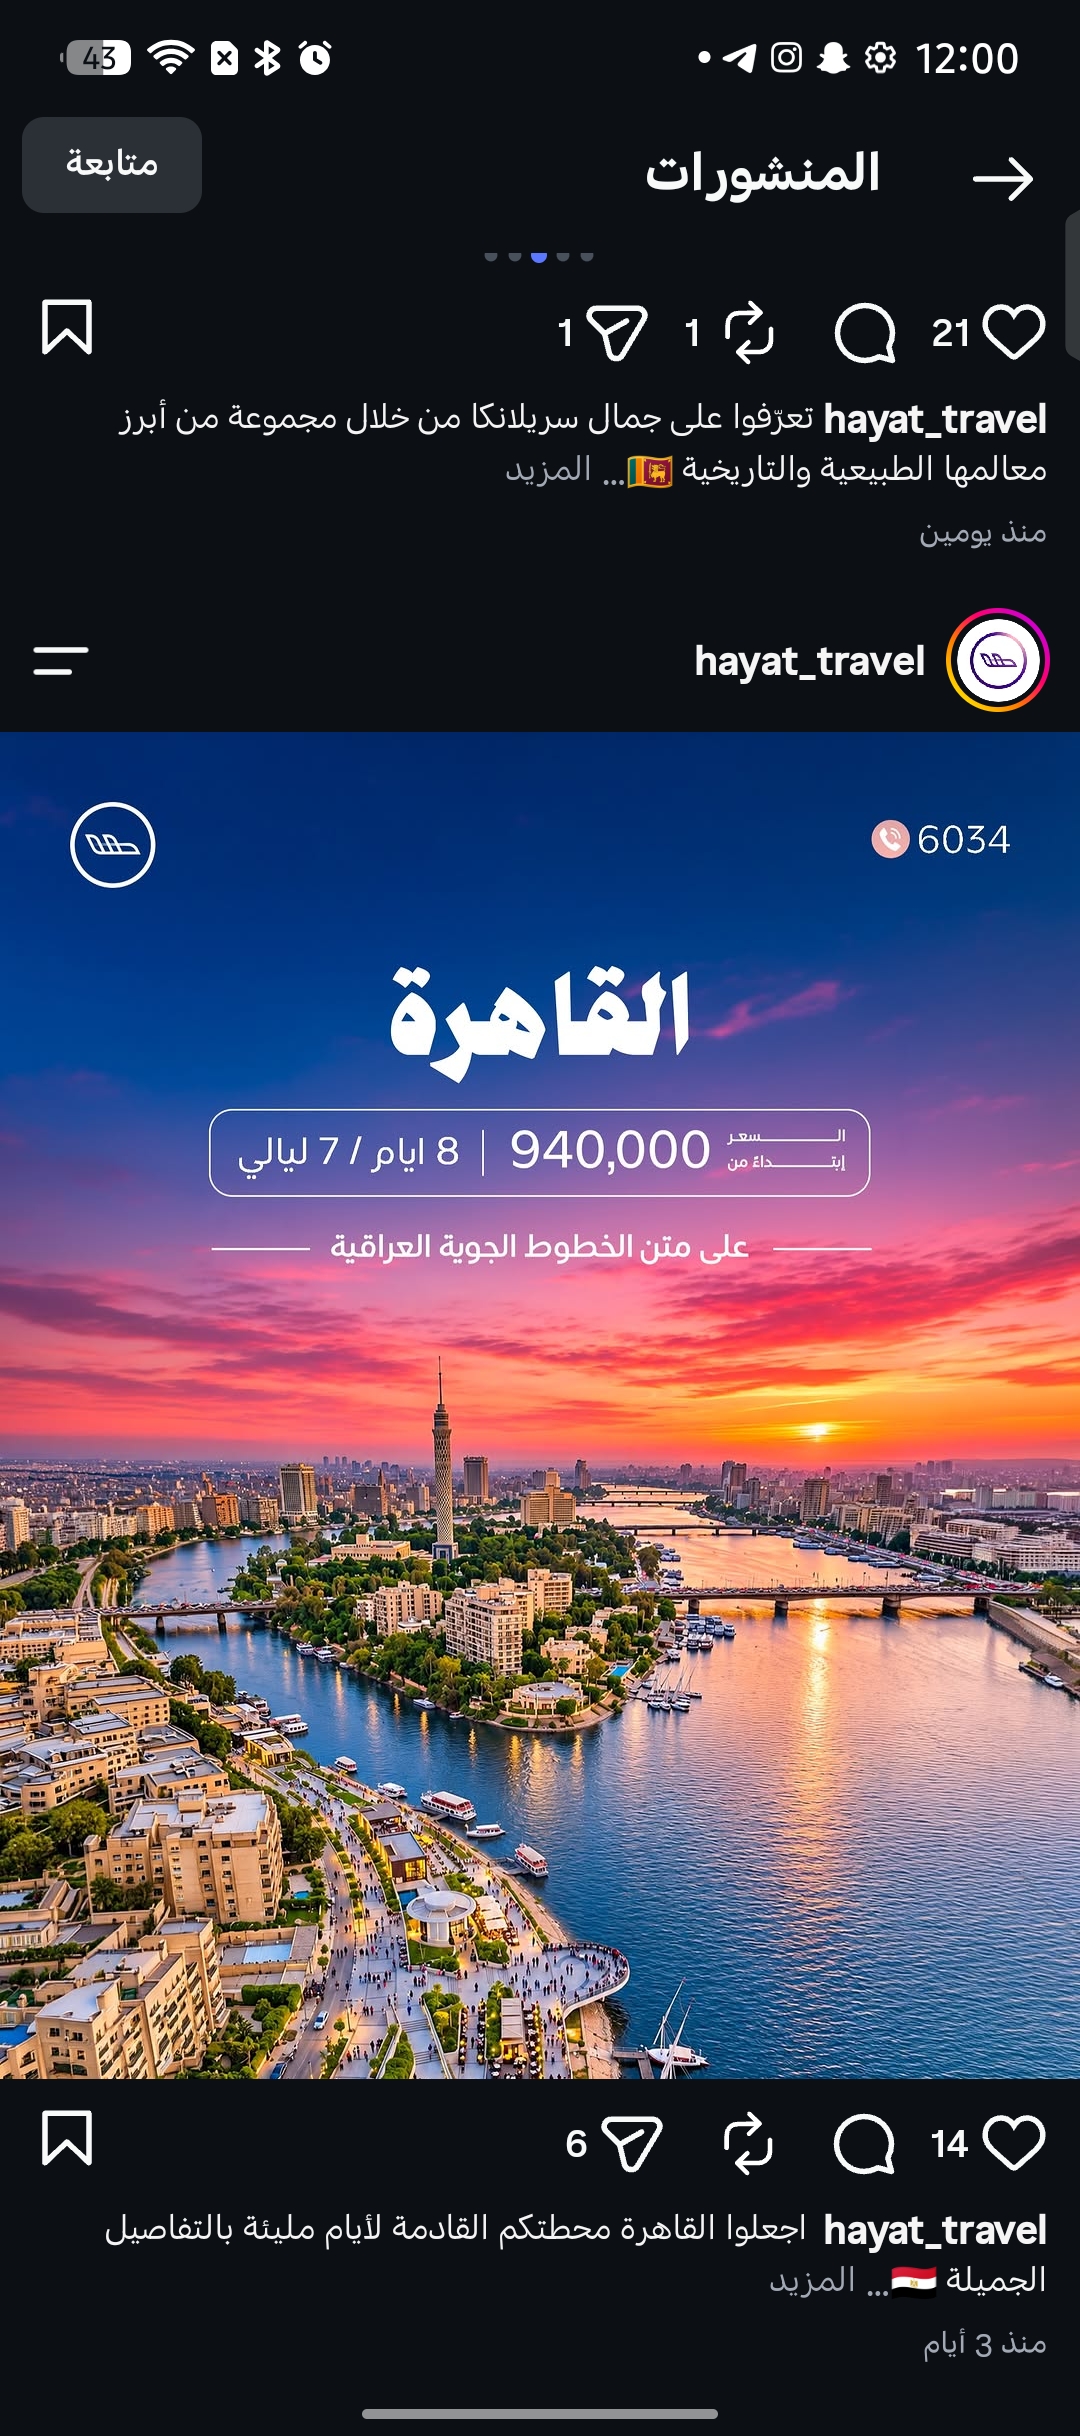 43
12:00
المنشورات
متابعة
21
1
1
hayat_travel تعرّفوا على جمال سريلانكا من خلال مجموعة من أبرز
معالمها الطبيعية والتاريخية 🇱🇰... المزيد
منذ يومين
hayat_travel
6034
القاهرة
السعر
إبتداءً من
940,000 | 8 ايام / 7 ليالي
على متن الخطوط الجوية العراقية
14
6
hayat_travel اجعلوا القاهرة محطتكم القادمة لأيام مليئة بالتفاصيل
الجميلة 🇪🇬... المزيد
منذ 3 أيام